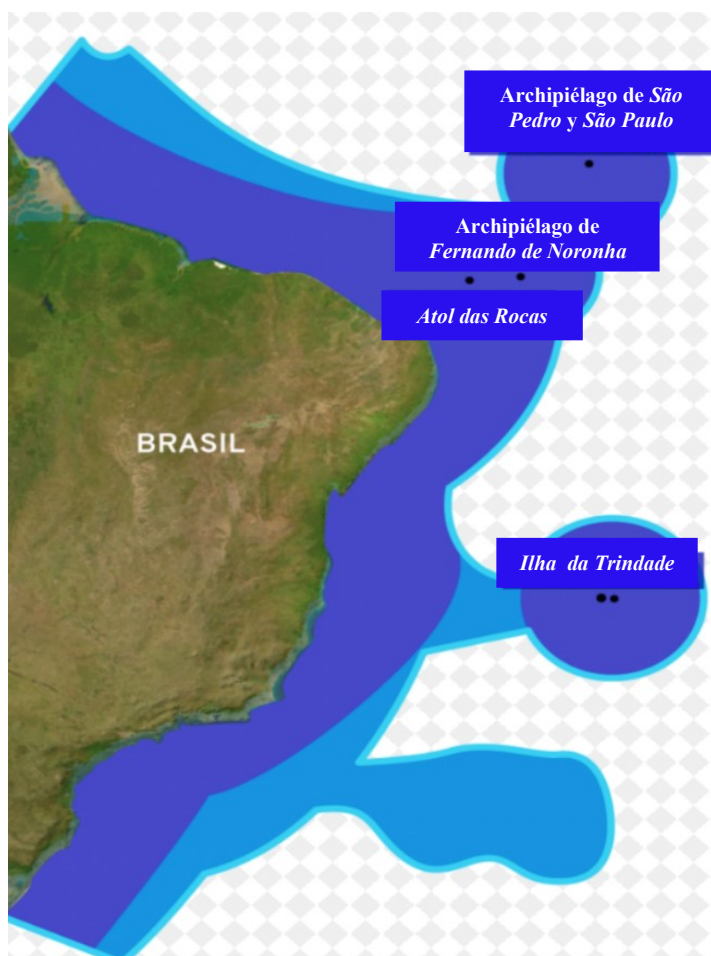 Archipiélago de São
Pedro y São Paulo
Archipiélago de
Fernando de Noronha
Atol das Rocas
BRASIL
Ilha da Trindade